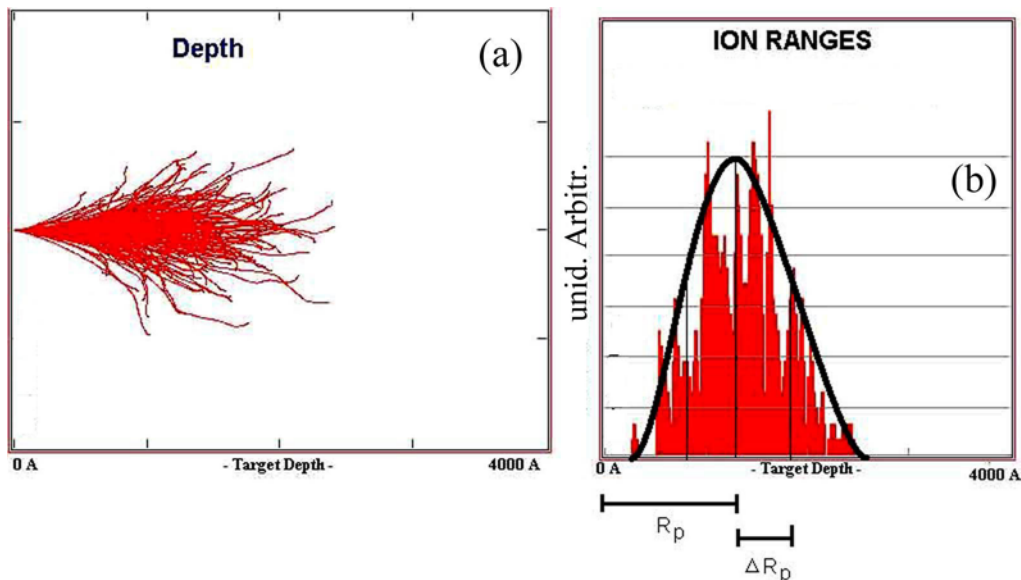 Depth
(a)
0 A
- Target Depth -
4000 A
ION RANGES
(b)
unid. Arbitr.
0 A
- Target Depth -
4000 A
Rp
ΔRp